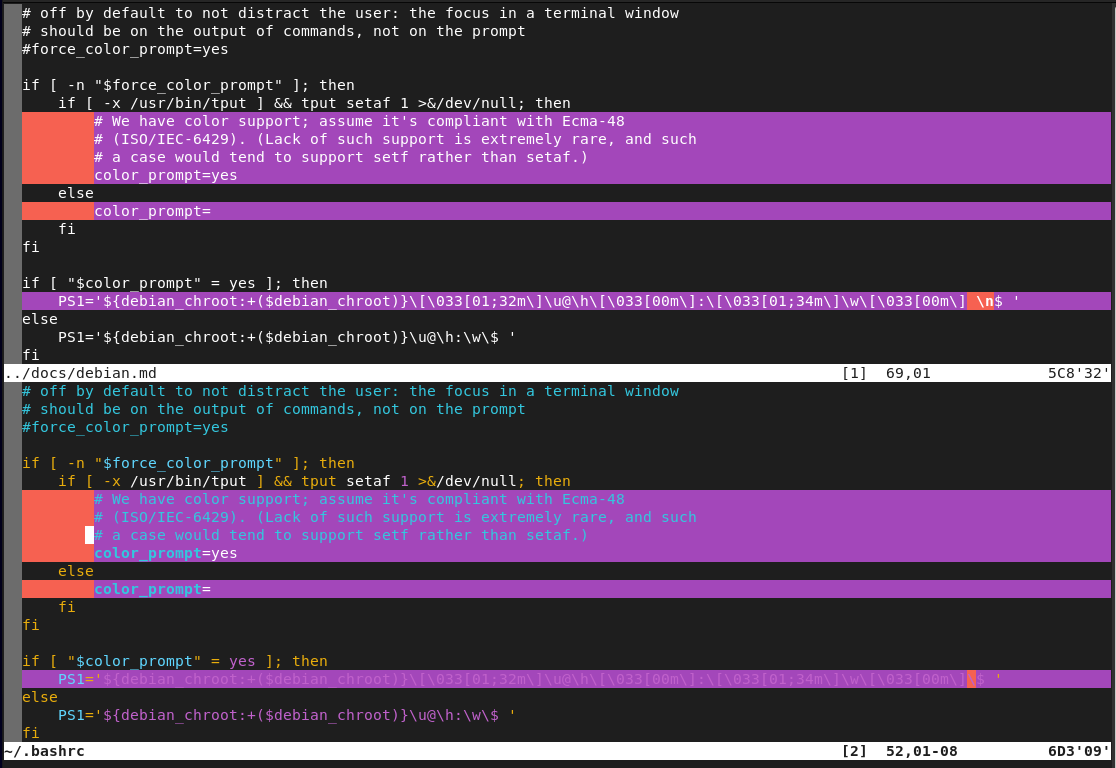 # off by default to not distract the user: the focus in a terminal window
# should be on the output of commands, not on the prompt
#force_color_prompt=yes

if [ -n "$force_color_prompt" ]; then
    if [ -x /usr/bin/tput ] && tput setaf 1 >&/dev/null; then
        # We have color support; assume it's compliant with Ecma-48
        # (ISO/IEC-6429). (Lack of such support is extremely rare, and such
        # a case would tend to support setf rather than setaf.)
        color_prompt=yes
    else
        color_prompt=
    fi
fi

if [ "$color_prompt" = yes ]; then
    PS1='${debian_chroot:+($debian_chroot)}\[\033[01;32m\]\u@\h\[\033[00m\]:\[\033[01;34m\]\w\[\033[00m\] \n$ '
else
    PS1='${debian_chroot:+($debian_chroot)}\u@\h:\w\$ '
fi
../docs/debian.md [1] 69,01 5C8'32'
# off by default to not distract the user: the focus in a terminal window
# should be on the output of commands, not on the prompt
#force_color_prompt=yes

if [ -n "$force_color_prompt" ]; then
    if [ -x /usr/bin/tput ] && tput setaf 1 >&/dev/null; then
        # We have color support; assume it's compliant with Ecma-48
        # (ISO/IEC-6429). (Lack of such support is extremely rare, and such
        # a case would tend to support setf rather than setaf.)
        color_prompt=yes
    else
        color_prompt=
    fi
fi

if [ "$color_prompt" = yes ]; then
    PS1='${debian_chroot:+($debian_chroot)}\[\033[01;32m\]\u@\h\[\033[00m\]:\[\033[01;34m\]\w\[\033[00m\]\$ '
else
    PS1='${debian_chroot:+($debian_chroot)}\u@\h:\w\$ '
fi
~/.bashrc [2] 52,01-08 6D3'09'